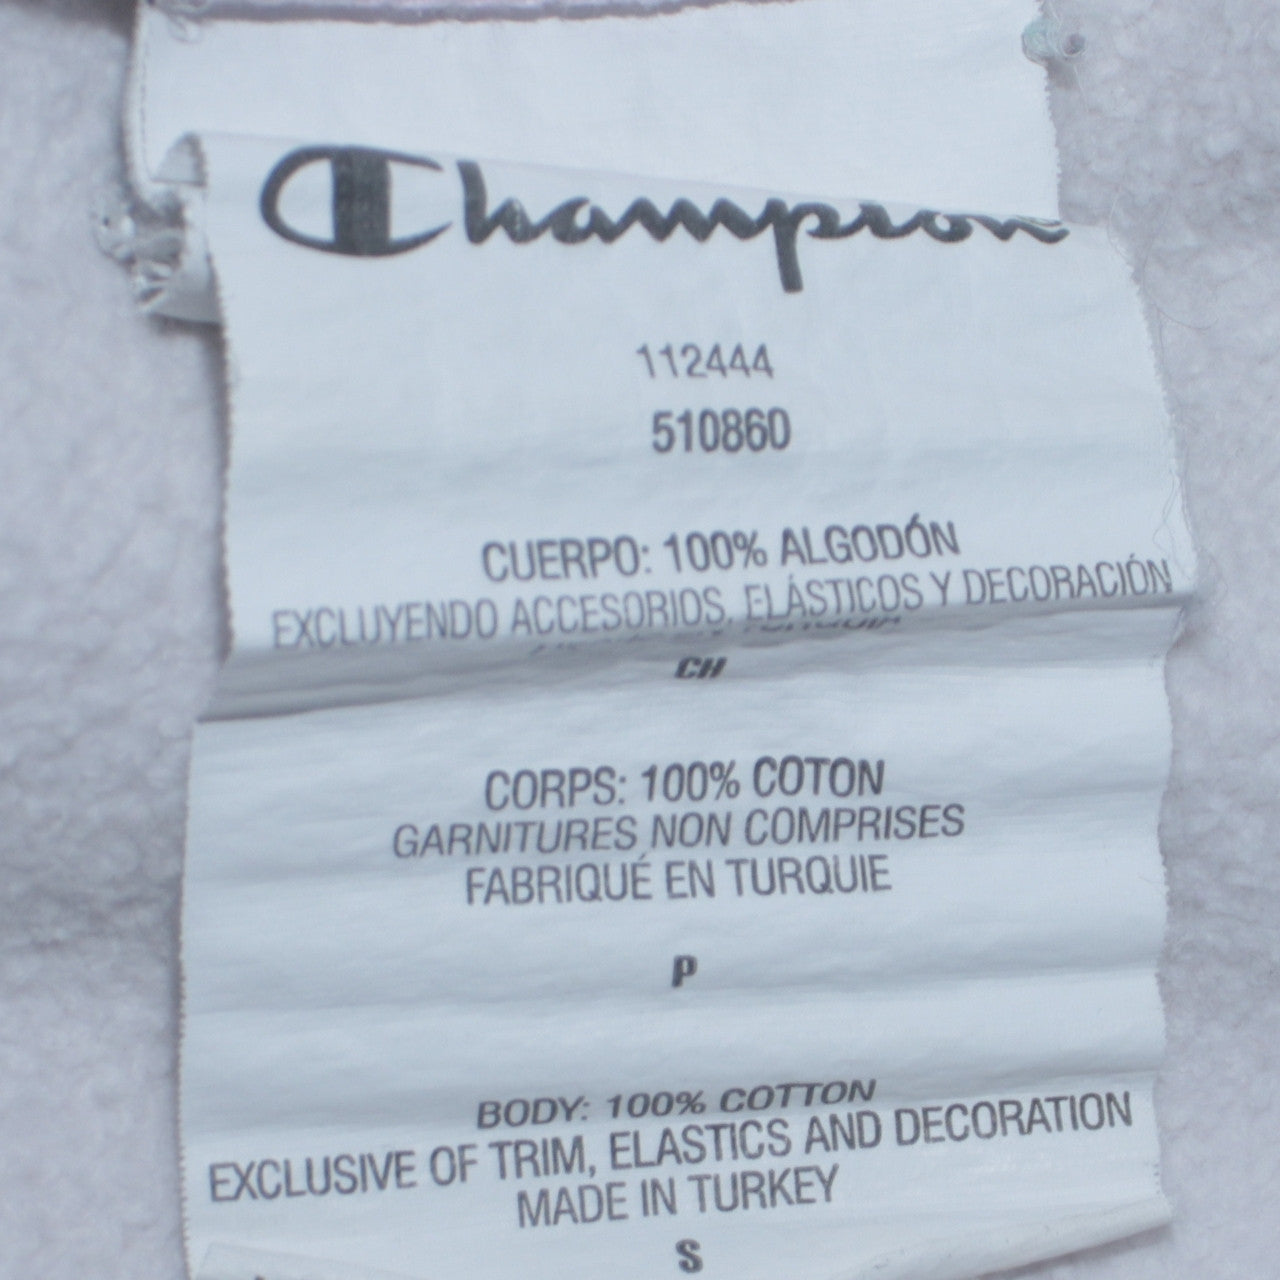 Champion
112444
510860
CUERPO: 100% ALGODÓN
EXCLUYENDO ACCESORIOS, ELÁSTICOS Y DECORACIÓN
CH
CORPS: 100% COTON
GARNITURES NON COMPRISES
FABRIQUÉ EN TURQUIE
P
BODY: 100% COTTON
EXCLUSIVE OF TRIM, ELASTICS AND DECORATION
MADE IN TURKEY
S